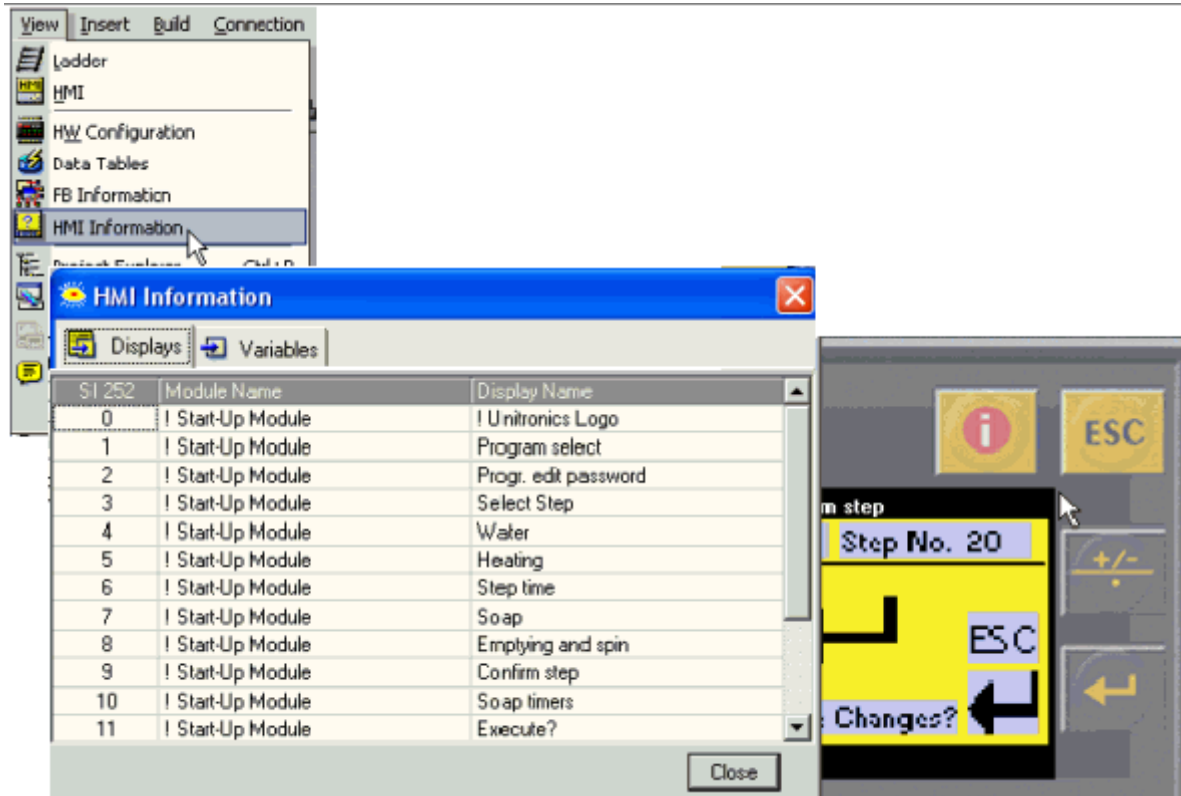 View Insert Build Connection
Ladder
HMI
HMI
HW Configuration
Data Tables
FB Information
HMI Information
Project Explorer Ctrl+P
HMI Information
Displays Variables
SI 252 Module Name Display Name
0 ! Start-Up Module ! Unitronics Logo
1 ! Start-Up Module Program select
2 ! Start-Up Module Progr. edit password
3 ! Start-Up Module Select Step
4 ! Start-Up Module Water
5 ! Start-Up Module Heating
6 ! Start-Up Module Step time
7 ! Start-Up Module Soap
8 ! Start-Up Module Emptying and spin
9 ! Start-Up Module Confirm step
10 ! Start-Up Module Soap timers
11 ! Start-Up Module Execute?
Close
i ESC
m step
Step No. 20
+/-
.
ESC
Changes?